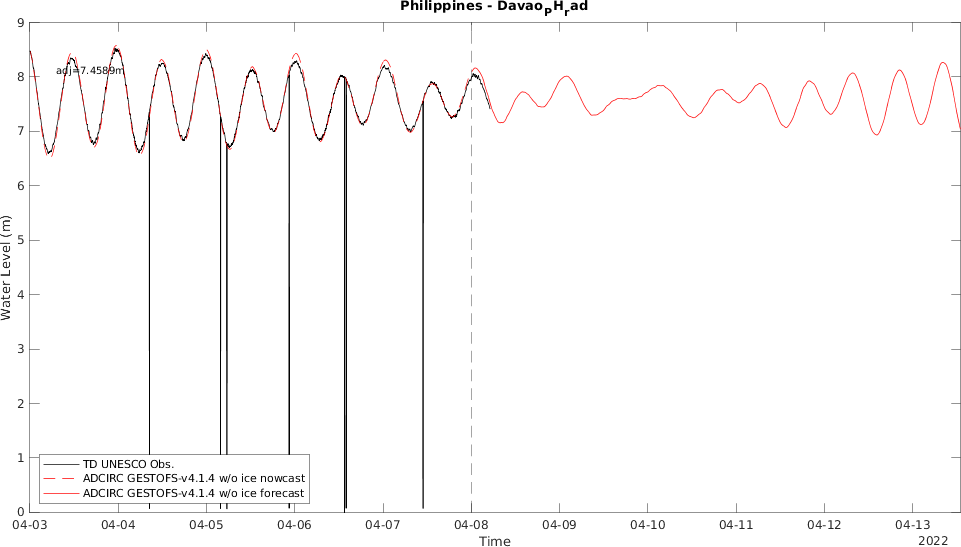 Philippines - DavaoPHrad
9
8
7
6
5
4
3
2
1
0
Water Level (m)
adj=7.4589m
TD UNESCO Obs.
ADCIRC GESTOFS-v4.1.4 w/o ice nowcast
ADCIRC GESTOFS-v4.1.4 w/o ice forecast
04-03 04-04 04-05 04-06 04-07 04-08 04-09 04-10 04-11 04-12 04-13
Time
2022